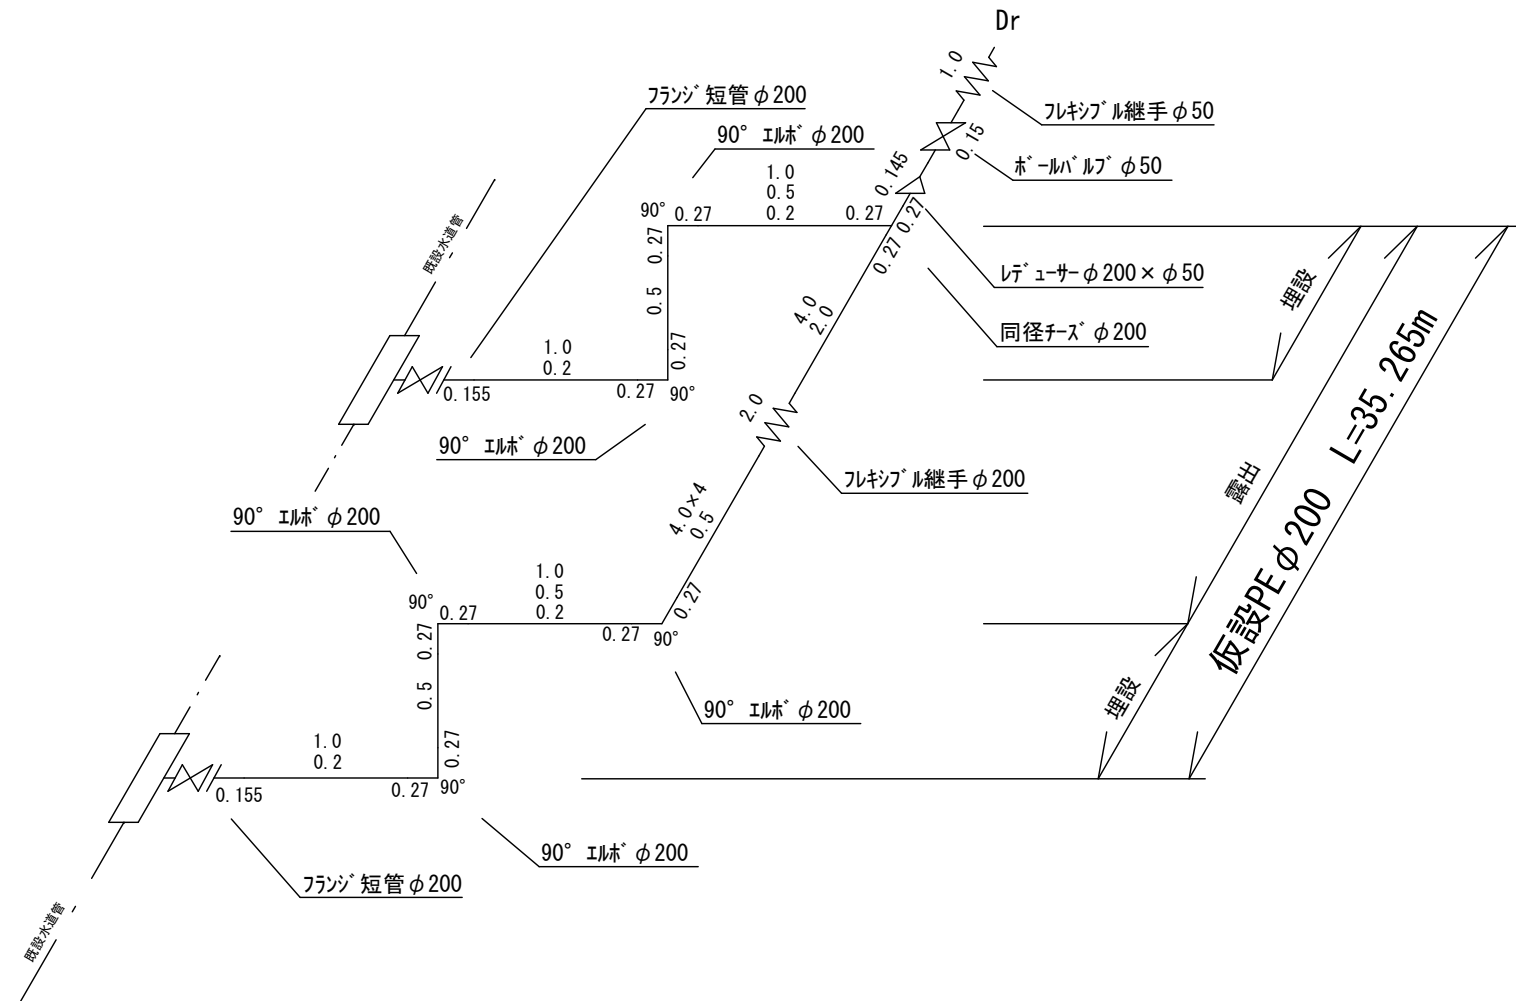 Dr
1.0
フランジ短管φ200
フレキシブル継手φ50
90° エルボφ200
0.15
ボールバルブφ50
0.145
1.0
0.5
0.2
90°
0.27
0.27
0.27
0.27
0.27
既設水道管
0.5
レデューサーφ200×φ50
埋設
4.0
2.0
同径チーズφ200
0.27
1.0
0.2
0.155
0.27
90°
2.0
90° エルボφ200
フレキシブル継手φ200
露出
仮設PEφ200 L=35.265m
4.0×4
0.5
90° エルボφ200
1.0
0.5
0.2
90°
0.27
0.27
90°
0.27
0.27
0.5
90° エルボφ200
埋設
0.27
1.0
0.2
0.155
0.27
90°
90° エルボφ200
フランジ短管φ200
既設水道管